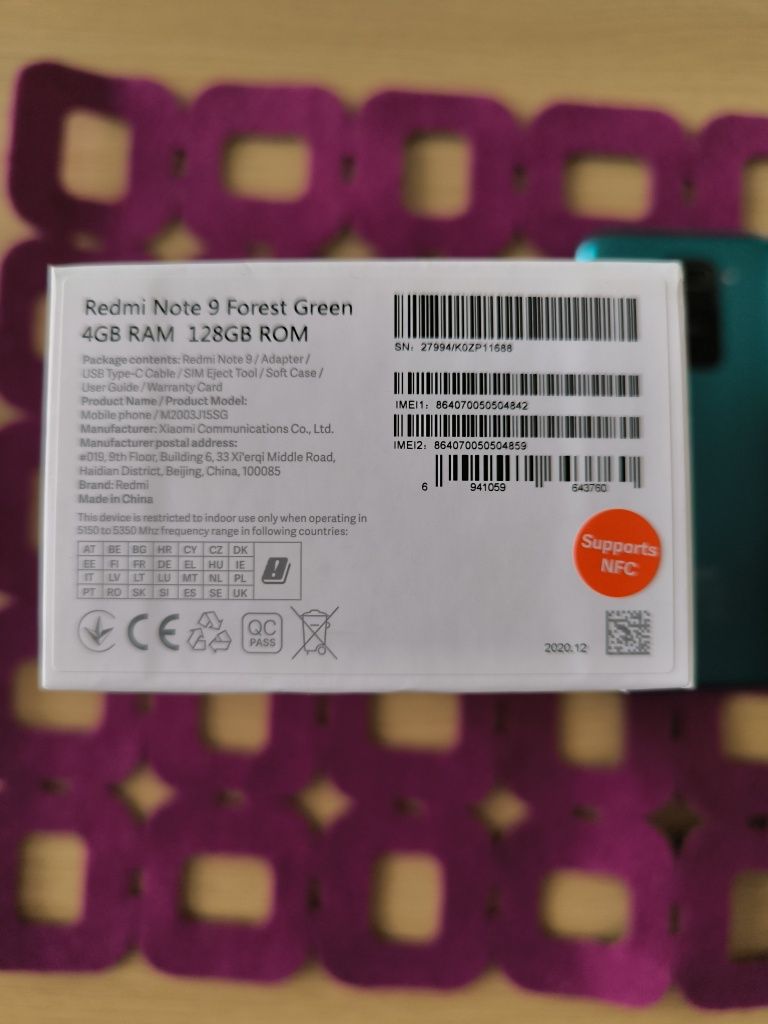 Redmi Note 9 Forest Green
4GB RAM 128GB ROM
Package contents: Redmi Note 9 / Adapter /
USB Type-C Cable / SIM Eject Tool / Soft Case /
User Guide / Warranty Card
Product Name / Product Model:
Mobile phone / M2003J15SG
Manufacturer: Xiaomi Communications Co., Ltd.
Manufacturer postal address:
#019, 9th Floor, Building 6, 33 Xi'erqi Middle Road,
Haidian District, Beijing, China, 100085
Brand: Redmi
Made in China
This device is restricted to indoor use only when operating in
5150 to 5350 Mhz frequency range in following countries:
AT BE BG HR CY CZ DK
EE FI FR DE EL HU IE
IT LV LT LU MT NL PL
PT RO SK SI ES SE UK
CE
QC
PASS
SN: 27994/K0ZP11688
IMEI1: 864070050504842
IMEI2: 864070050504859
6 941059 643760
Supports
NFC
2020.12